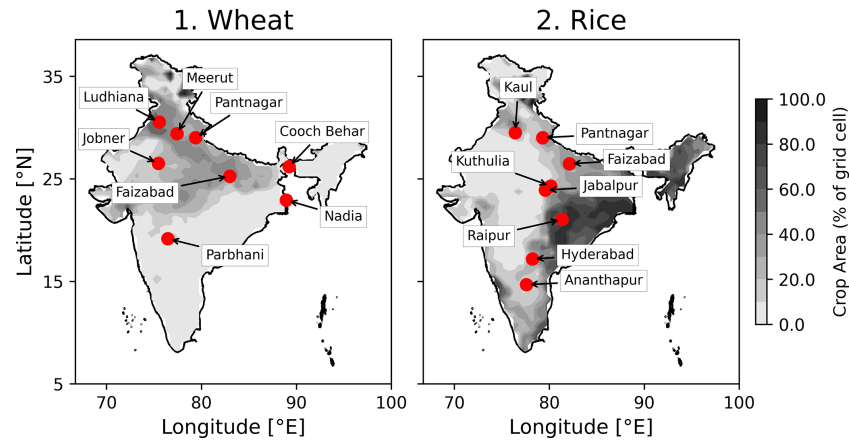 1. Wheat
2. Rice
Meerut
Ludhiana
Pantnagar
Jobner
Cooch Behar
Faizabad
Nadia
Parbhani
Kaul
Pantnagar
Kuthulia
Faizabad
Jabalpur
Raipur
Hyderabad
Ananthapur
35
25
15
5
Latitude [°N]
70
80
90
100
Longitude [°E]
70
80
90
100
Longitude [°E]
100.0
80.0
60.0
40.0
20.0
0.0
Crop Area (% of grid cell)